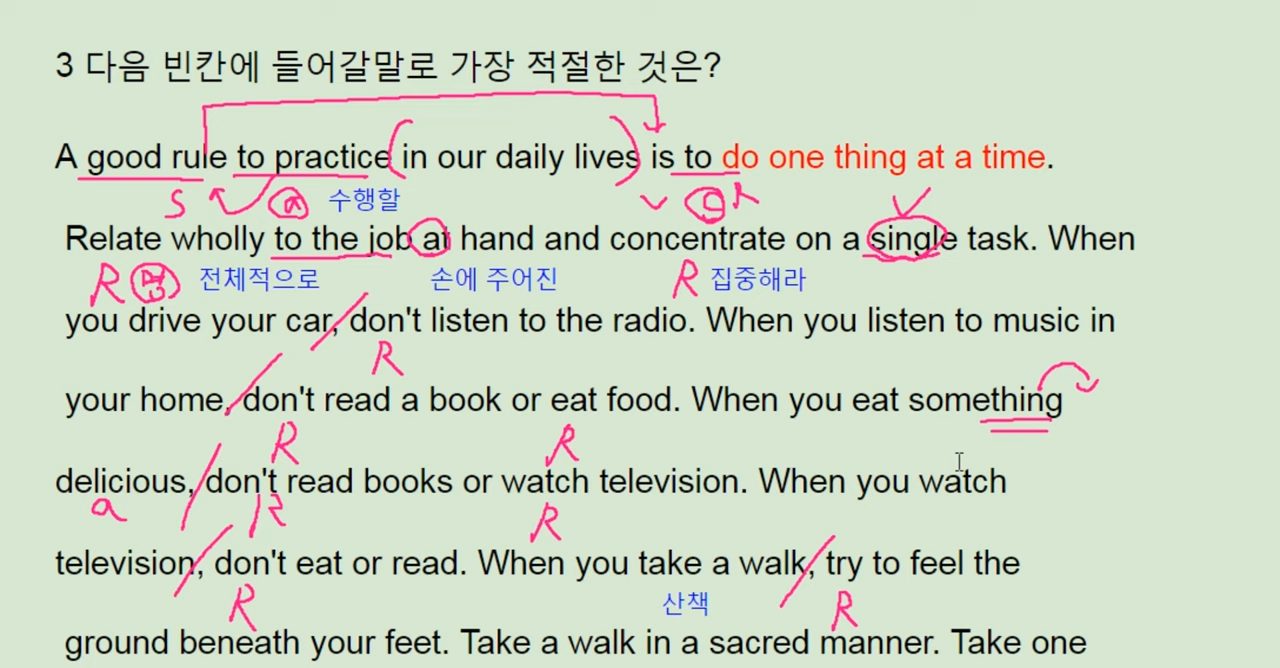 3 다음 빈칸에 들어갈말로 가장 적절한 것은?
A good rule to practice (in our daily lives) is to do one thing at a time.
S ⓐ 수행할 V R
Relate wholly to the job at hand and concentrate on a single task. When
R 전체적으로 손에 주어진 R 집중해라
you drive your car, don't listen to the radio. When you listen to music in
R
your home, don't read a book or eat food. When you eat something
R R
delicious, don't read books or watch television. When you watch
a R R
television, don't eat or read. When you take a walk, try to feel the
R 산책 R
ground beneath your feet. Take a walk in a sacred manner. Take one